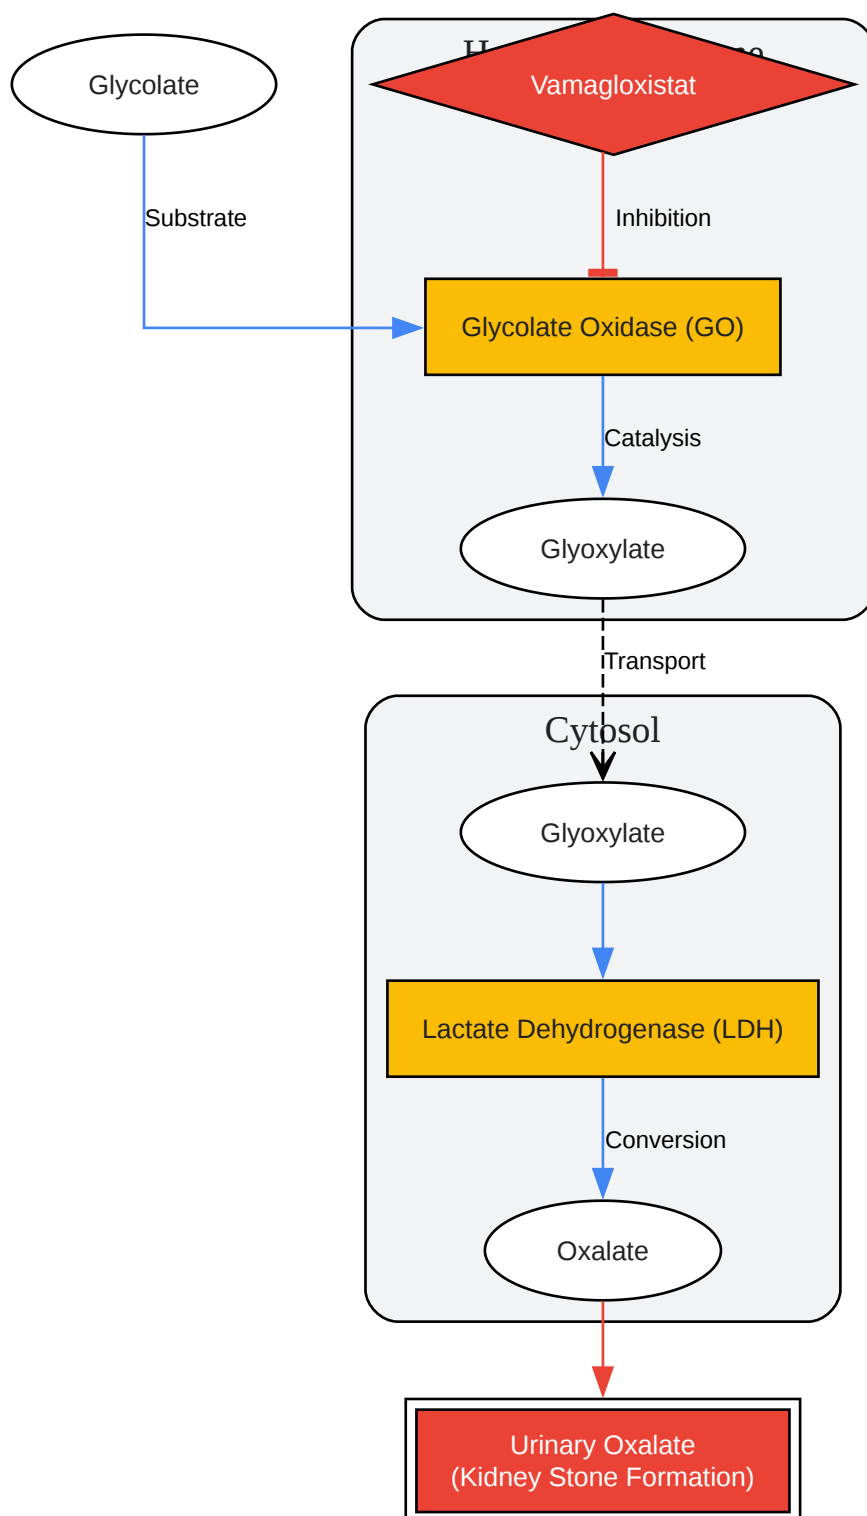 Glycolate
Vamagloxistat
Substrate
Inhibition
Glycolate Oxidase (GO)
Catalysis
Glyoxylate
Transport
Cytosol
Glyoxylate
Lactate Dehydrogenase (LDH)
Conversion
Oxalate
Urinary Oxalate
(Kidney Stone Formation)